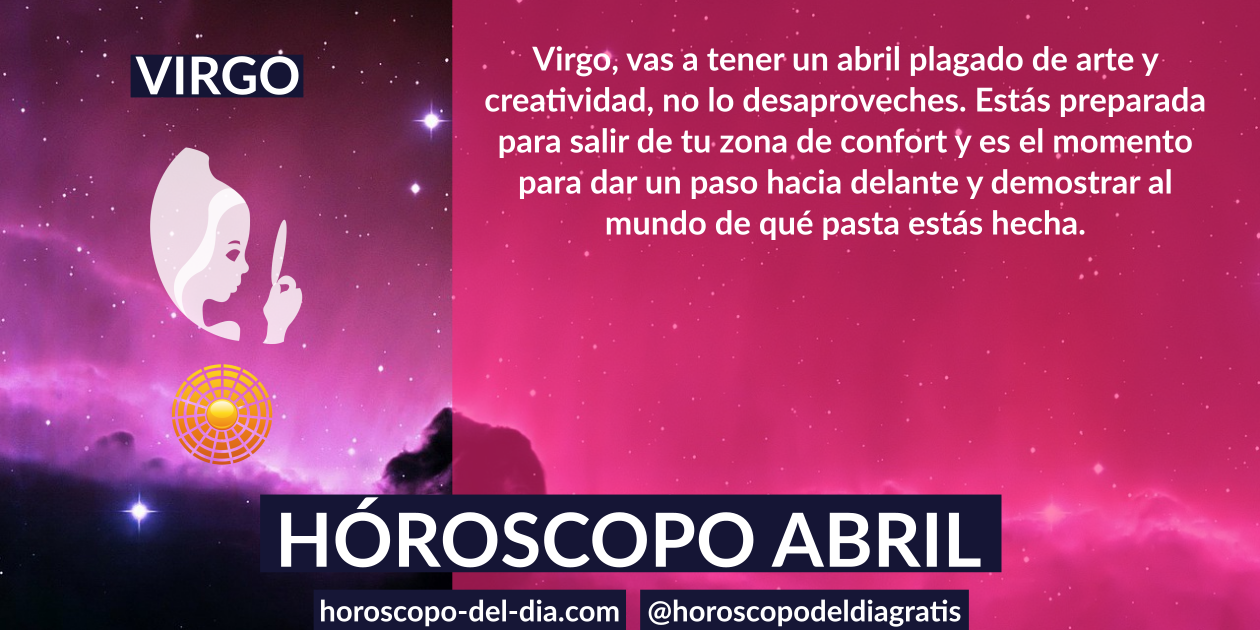 VIRGO
Virgo, vas a tener un abril plagado de arte y
creatividad, no lo desaproveches. Estás preparada
para salir de tu zona de confort y es el momento
para dar un paso hacia delante y demostrar al
mundo de qué pasta estás hecha.
HÓROSCOPO ABRIL
horoscopo-del-dia.com
@horoscopodeldiagratis